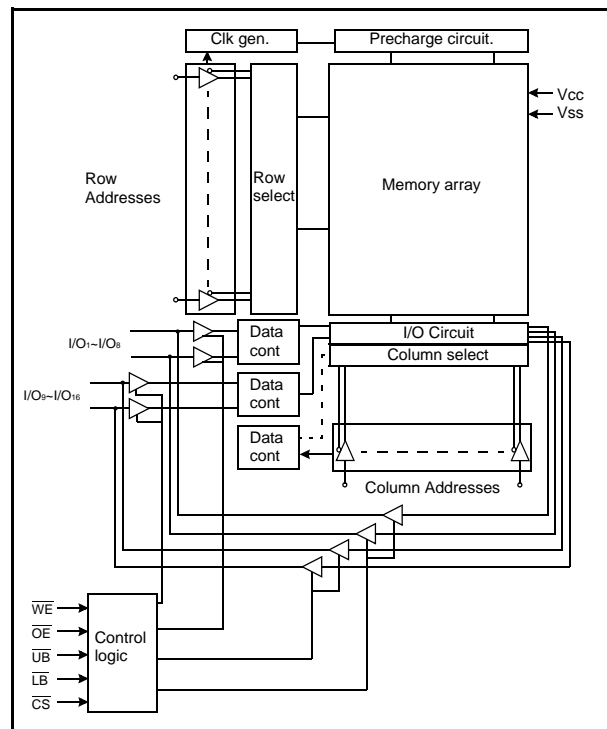 Clk gen.
Precharge circuit.
Vcc
Vss
Row
Addresses
Row
select
Memory array
I/O₁~I/O₈
Data
cont
I/O Circuit
Column select
I/O₉~I/O₁₆
Data
cont
Data
cont
Column Addresses
WE
OE
UB
LB
CS
Control
logic